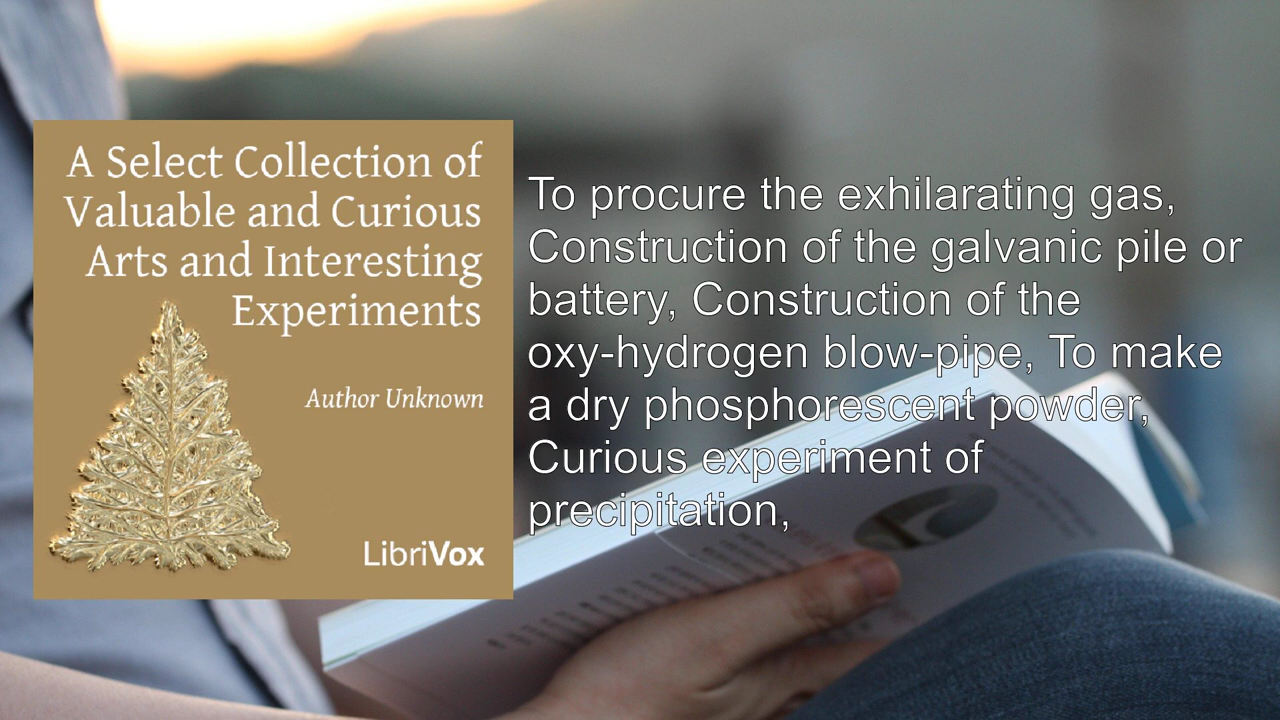 A Select Collection of
Valuable and Curious
Arts and Interesting
Experiments
Author Unknown
LibriVox
To procure the exhilarating gas,
Construction of the galvanic pile or
battery, Construction of the
oxy-hydrogen blow-pipe, To make
a dry phosphorescent powder,
Curious experiment of
precipitation,